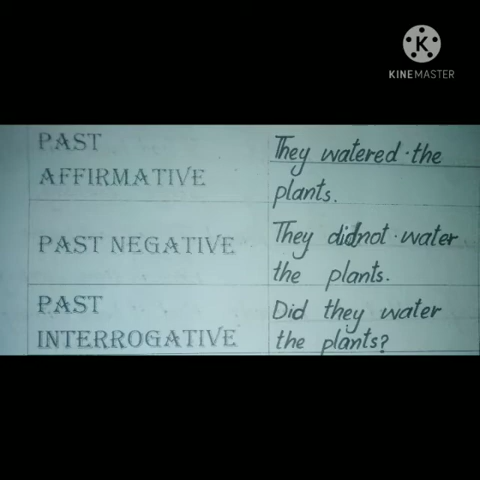 K
KINEMASTER
PAST
AFFIRMATIVE
They watered the
plants.
PAST NEGATIVE
They didnot water
the plants.
PAST
INTERROGATIVE
Did they water
the plants?